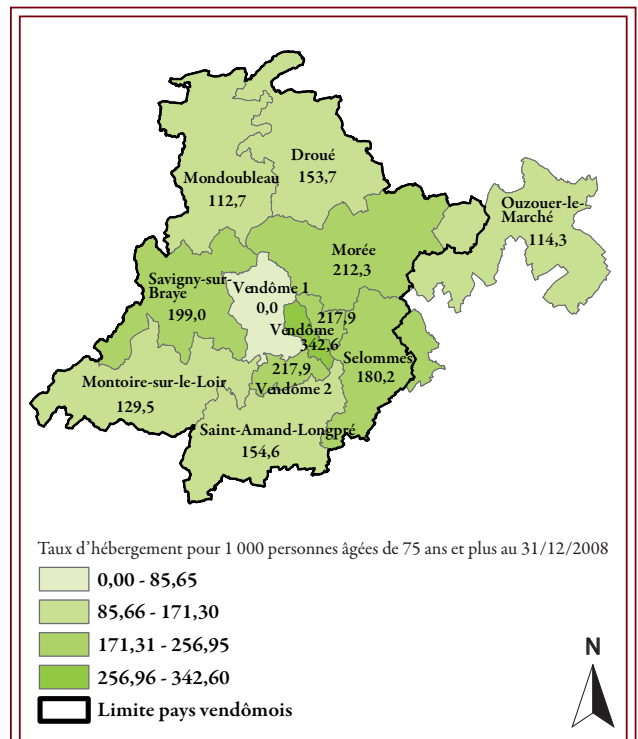 Droué
153,7
Mondoubleau
112,7
Ouzouer-le-
Marché
114,3
Morée
212,3
Savigny-sur-
Braye
199,0
Vendôme 1
0,0
217,9
Vendôme
342,6
Selommes
180,2
217,9
Vendôme 2
Montoire-sur-le-Loir
129,5
Saint-Amand-Longpré
154,6
Taux d’hébergement pour 1 000 personnes âgées de 75 ans et plus au 31/12/2008
0,00 - 85,65
85,66 - 171,30
171,31 - 256,95
256,96 - 342,60
Limite pays vendômois
N